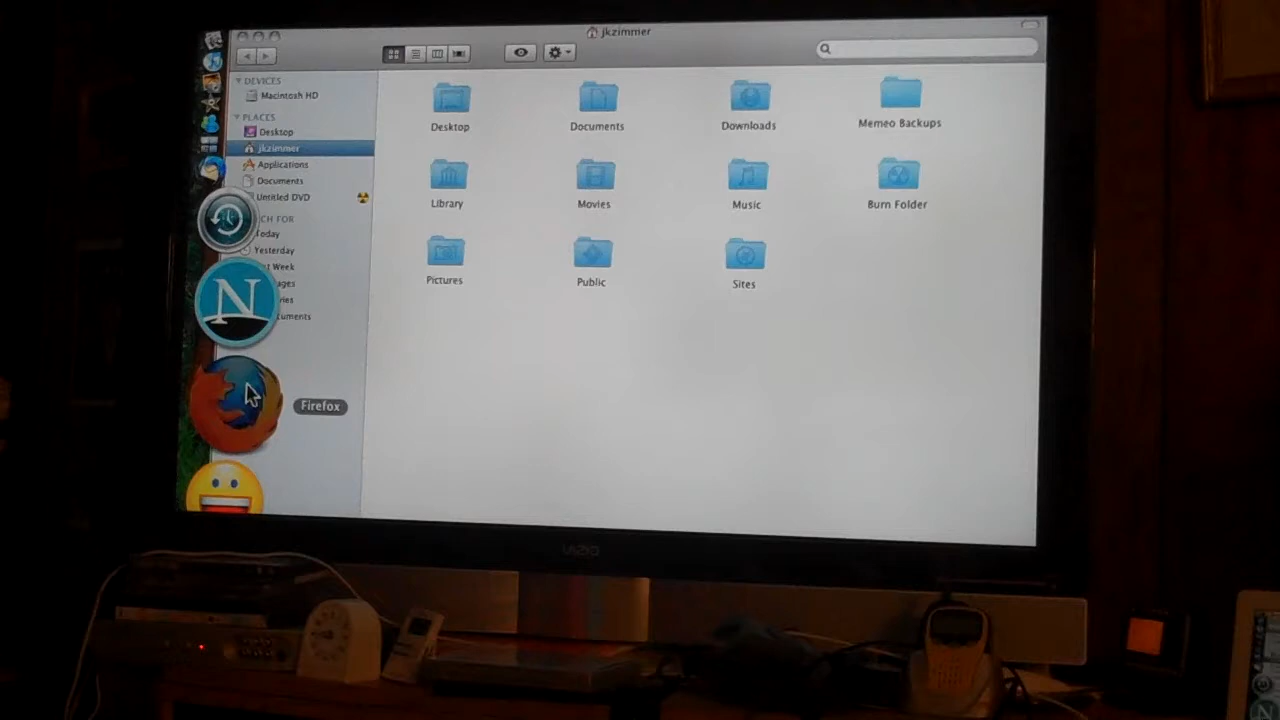 jkzimmer
DEVICES
Macintosh HD
PLACES
Desktop
jkzimmer
Applications
Documents
Untitled DVD
CH FOR
Today
Yesterday
t Week
ages
ries
cuments
Desktop
Documents
Downloads
Memeo Backups
Library
Movies
Music
Burn Folder
Pictures
Public
Sites
N
Firefox
VIZIO